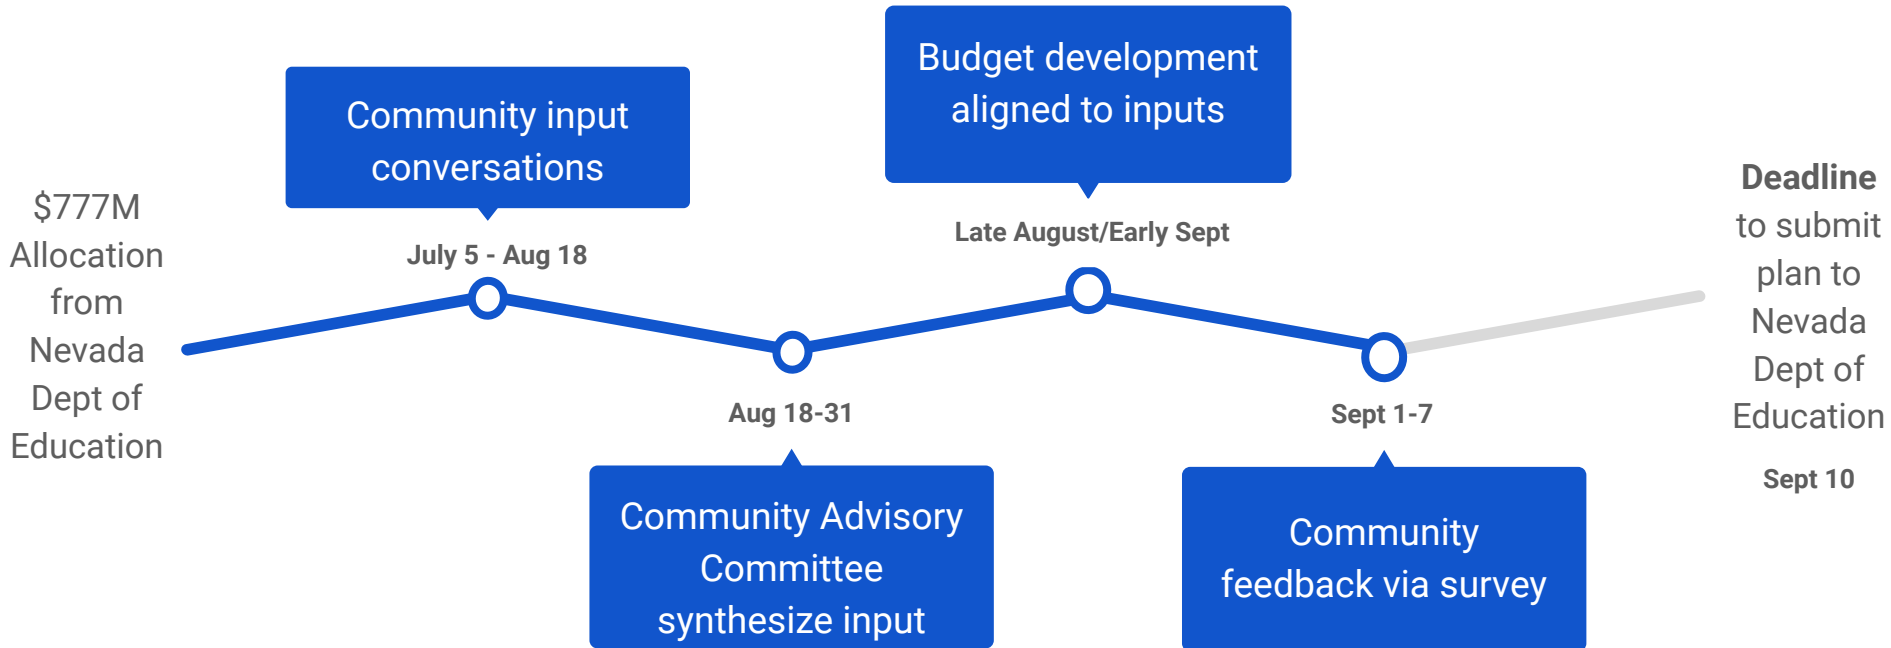 $777M
Allocation
from
Nevada
Dept of
Education
Community input
conversations
July 5 - Aug 18
Aug 18-31
Community Advisory
Committee
synthesize input
Budget development
aligned to inputs
Late August/Early Sept
Sept 1-7
Community
feedback via survey
Deadline
to submit
plan to
Nevada
Dept of
Education
Sept 10